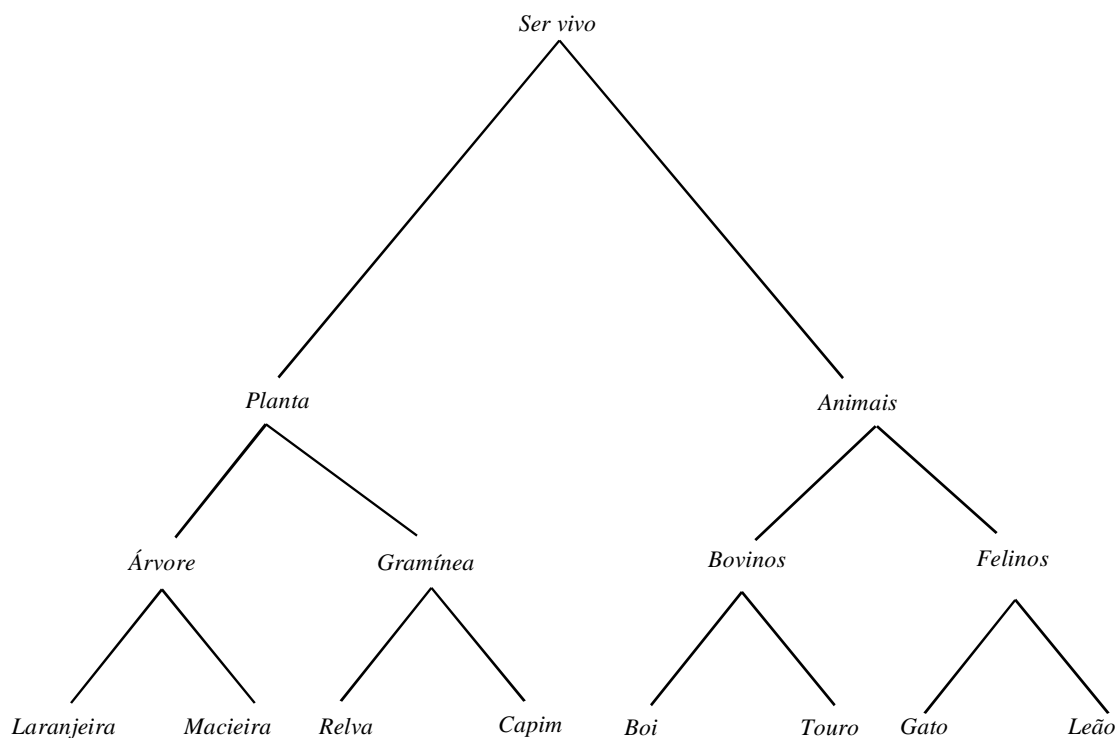 Ser vivo
Planta
Animais
Árvore
Gramínea
Bovinos
Felinos
Laranjeira
Macieira
Relva
Capim
Boi
Touro
Gato
Leão